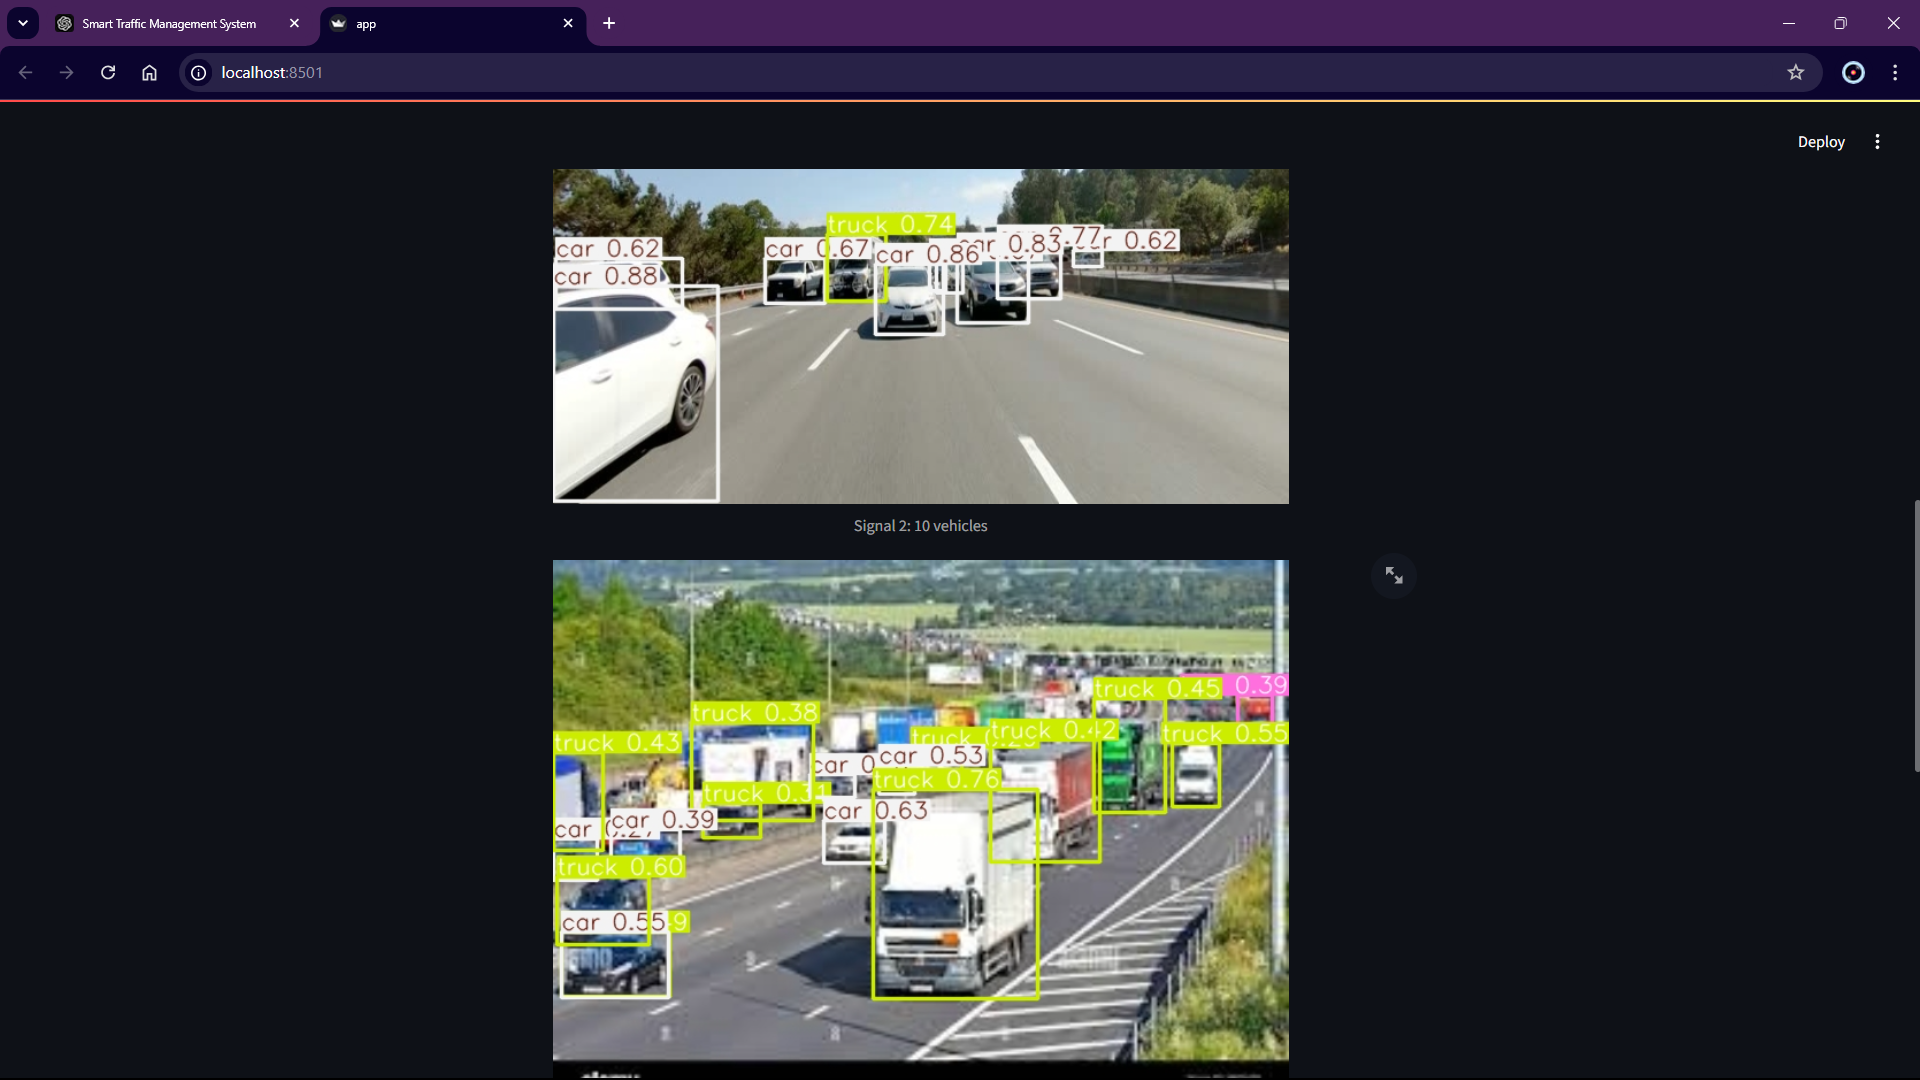 Smart Traffic Management System
app
localhost:8501
Deploy
truck 0.74
car 0.62
car 0.67
car 0.83
0.77
0.62
car 0.86
car 0.88
Signal 2: 10 vehicles
truck 0.45
0.39
truck 0.38
truck 0.42
truck 0.55
truck 0.43
truck
car 0.53
car 0
truck 0.76
truck 0.31
car 0.63
car 0.39
car
truck 0.60
car 0.55
9